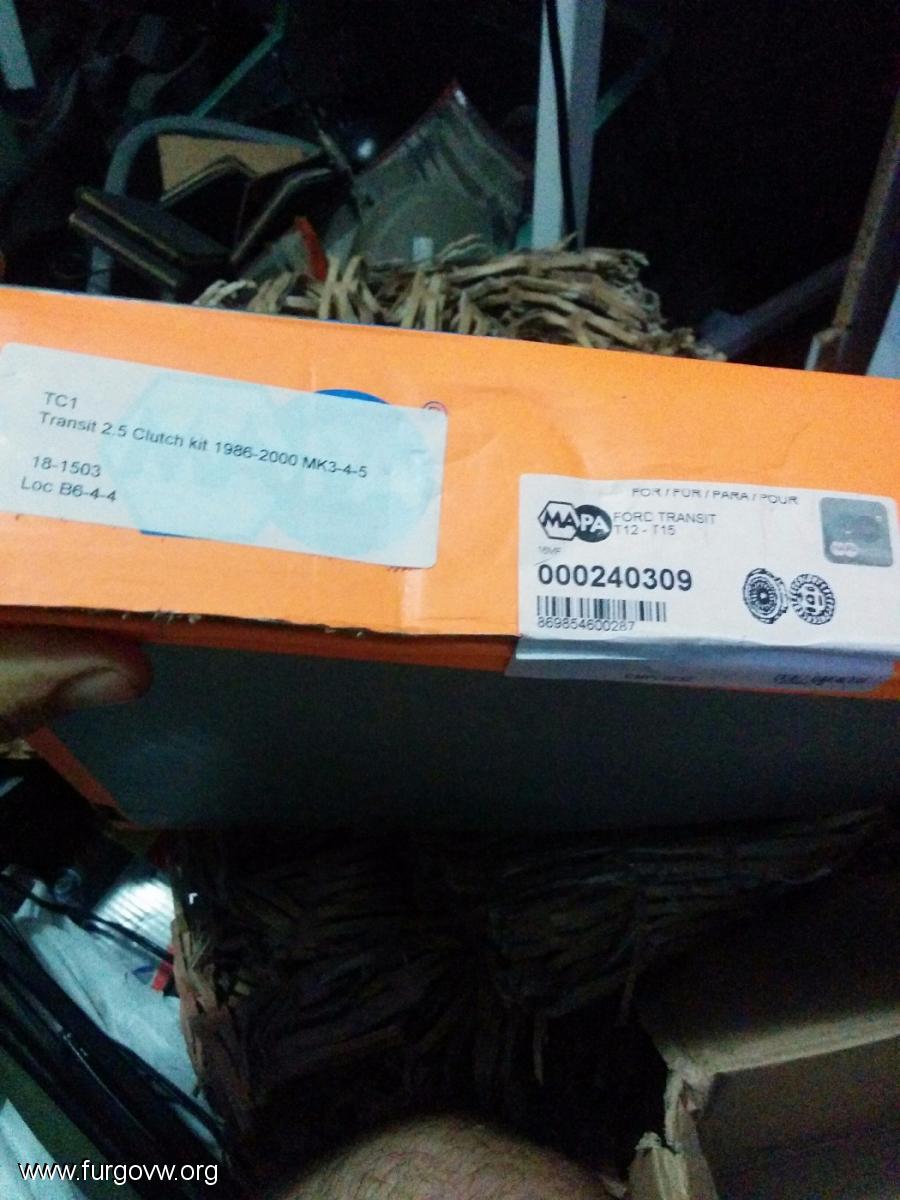 TC1
Transit 2.5 Clutch kit 1986-2000 MK3-4-5
18-1503
Loc B6-4-4
FOR / FÜR / PARA / POUR
MAPA
FORD TRANSIT
T12 - T15
000240309
869854600287
www.furgovw.org